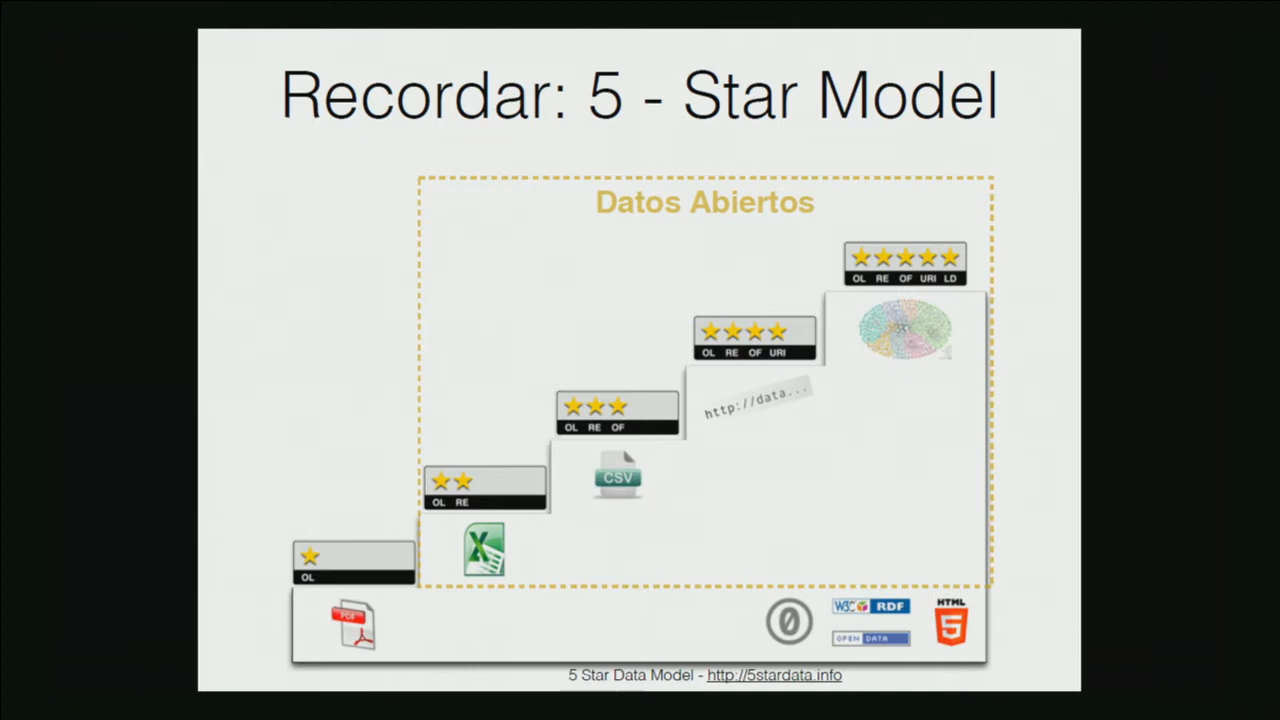 Recordar: 5 - Star Model
Datos Abiertos
OL RE OF URI LD
OL RE OF URI
http://data...
OL RE OF
CSV
OL RE
OL
PDF
0
W3C RDF
OPEN DATA
HTML
5
5 Star Data Model - http://5stardata.info